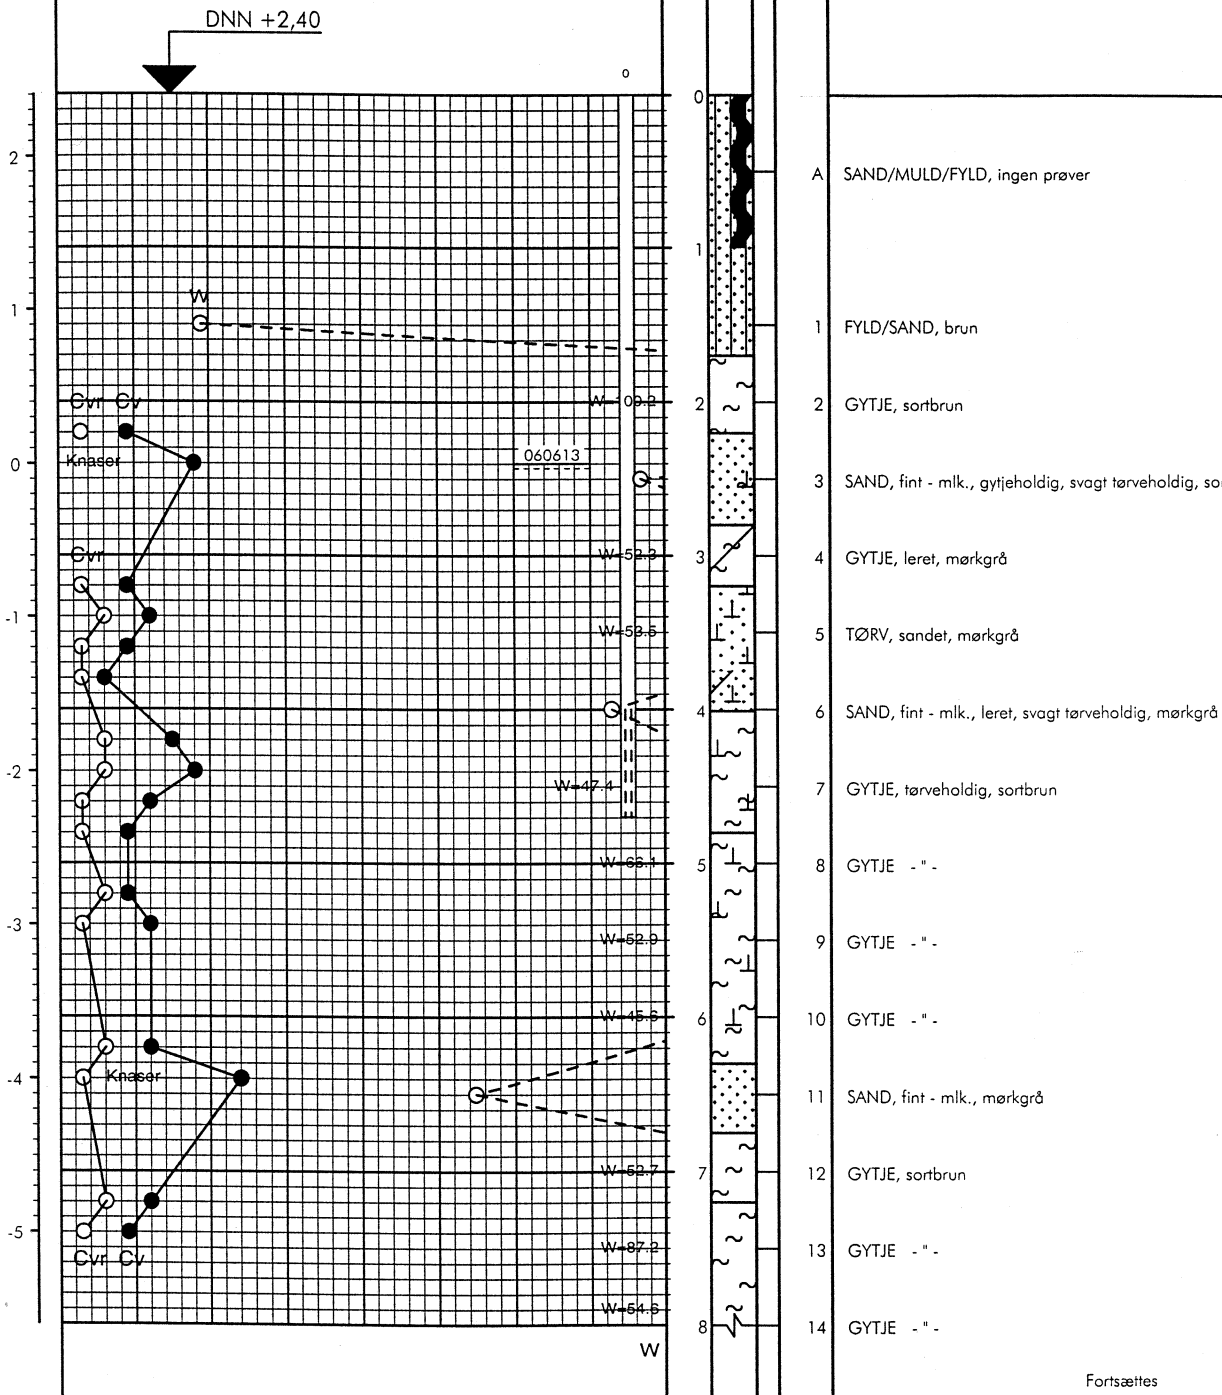 DNN +2,40
o
0
A SAND/MULD/FYLD, ingen prøver
2
1
W
1
1 FYLD/SAND, brun
Cvr Cv
W=109.2
2
2 GYTJE, sortbrun
Knaser
0
060613
3 SAND, fint - mlk., gytjeholdig, svagt tørveholdig, so
Cvr
W=52.3
3
4 GYTJE, leret, mørkgrå
-1
W=53.5
5 TØRV, sandet, mørkgrå
4
6 SAND, fint - mlk., leret, svagt tørveholdig, mørkgrå
-2
W=47.4
7 GYTJE, tørveholdig, sortbrun
W=66.1
5
8 GYTJE - " -
-3
W=52.9
9 GYTJE - " -
W=45.6
6
10 GYTJE - " -
-4
Knaser
11 SAND, fint - mlk., mørkgrå
W=52.7
7
12 GYTJE, sortbrun
-5
Cvr Cv
W=87.2
13 GYTJE - " -
W=54.6
8
14 GYTJE - " -
W
Fortsættes